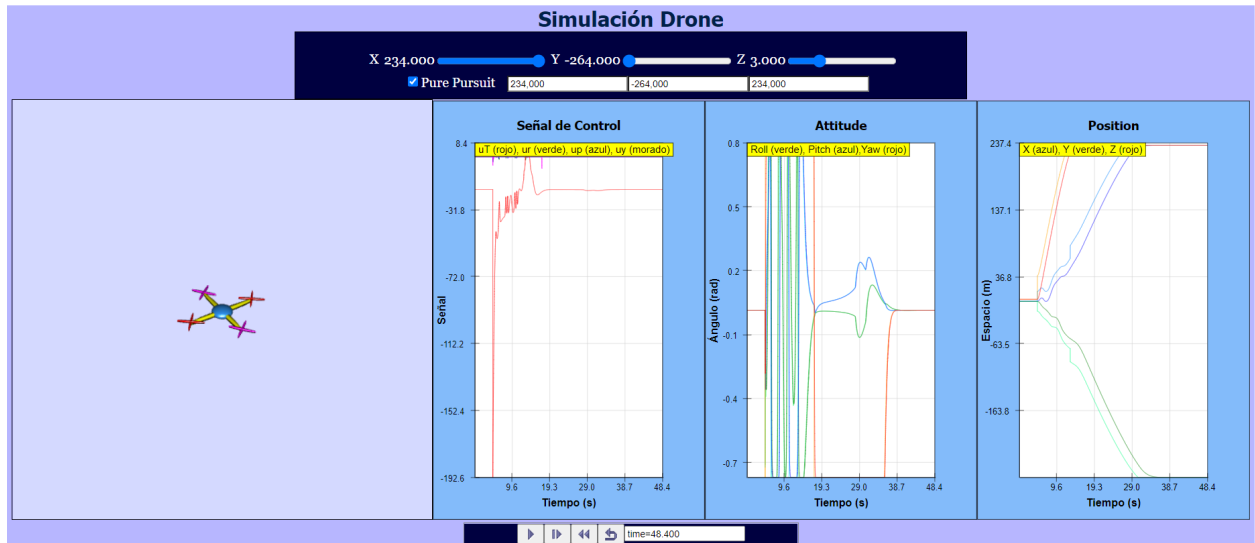 Simulación Drone
X 234.000 Y -264.000 Z 3.000
Pure Pursuit 234,000 -264,000 234,000
Señal de Control
uT (rojo), ur (verde), up (azul), uy (morado)
8.4
-31.8
-72.0
-112.2
-152.4
-192.6
Señal
9.6 19.3 29.0 38.7 48.4
Tiempo (s)
Attitude
Roll (verde), Pitch (azul),Yaw (rojo)
0.8
0.5
0.2
-0.1
-0.4
-0.7
Ángulo (rad)
9.6 19.3 29.0 38.7 48.4
Tiempo (s)
Position
X (azul), Y (verde), Z (rojo)
237.4
137.1
36.8
-63.5
-163.8
Espacio (m)
9.6 19.3 29.0 38.7 48.4
Tiempo (s)
time=48.400